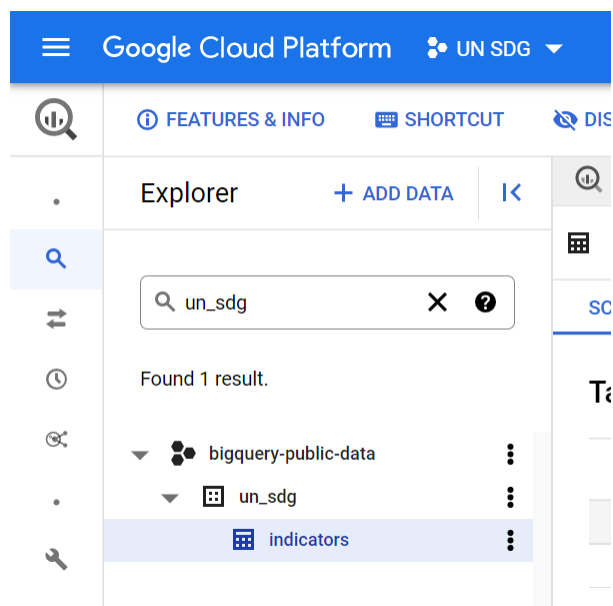 Google Cloud Platform UN SDG
FEATURES & INFO SHORTCUT
Explorer ADD DATA
un_sdg
Found 1 result.
bigquery-public-data
un_sdg
indicators